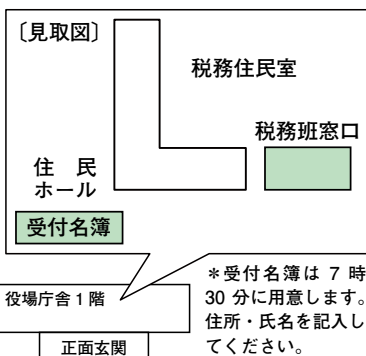 〔見取図〕
税務住民室
税務班窓口
住 民
ホール
受付名簿
役場庁舎１階
正面玄関
＊受付名簿は 7 時
30 分に用意します。
住所・氏名を記入し
てください。